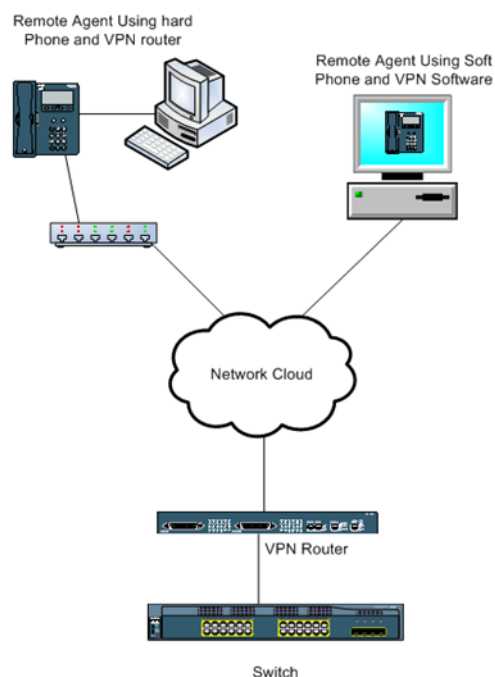 Remote Agent Using hard
Phone and VPN router
Remote Agent Using Soft
Phone and VPN Software
Network Cloud
VPN Router
Switch